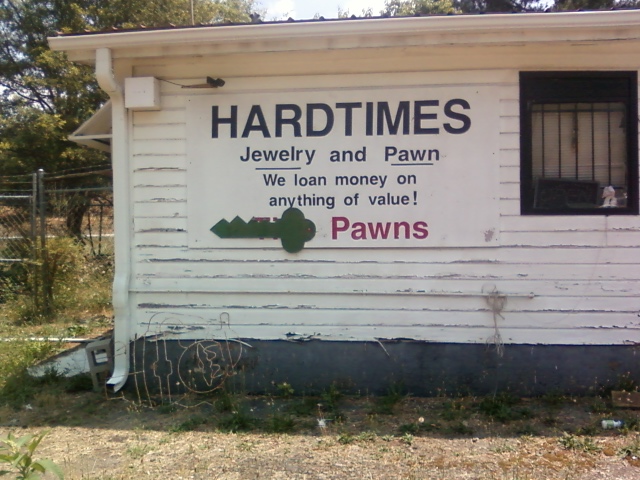 HARDTIMES
Jewelry and Pawn
We loan money on
anything of value!
Pawns